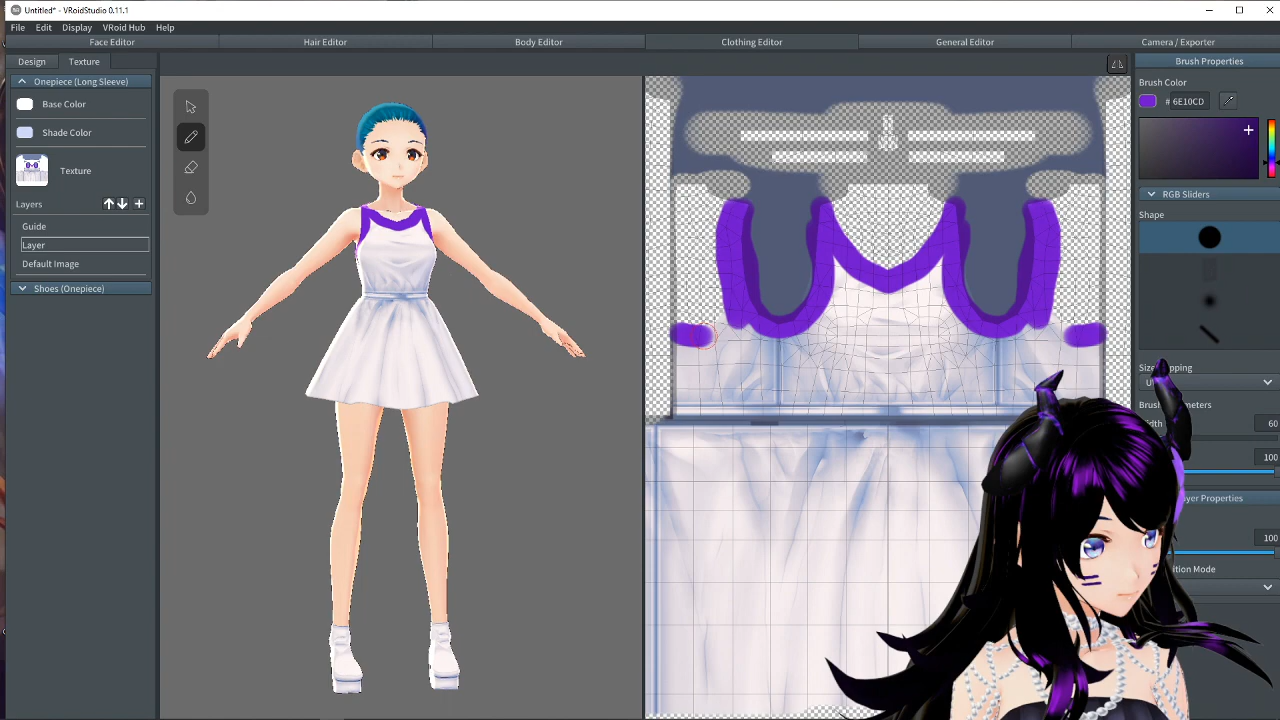 Untitled* - VRoidStudio 0.11.1
File Edit Display VRoid Hub Help
Face Editor Hair Editor Body Editor Clothing Editor General Editor Camera / Exporter
Design Texture
Onepiece (Long Sleeve)
Base Color
Shade Color
Texture
Layers
Guide
Layer
Default Image
Shoes (Onepiece)
Brush Properties
Brush Color
# 6E10CD
RGB Sliders
Shape
60
100
100